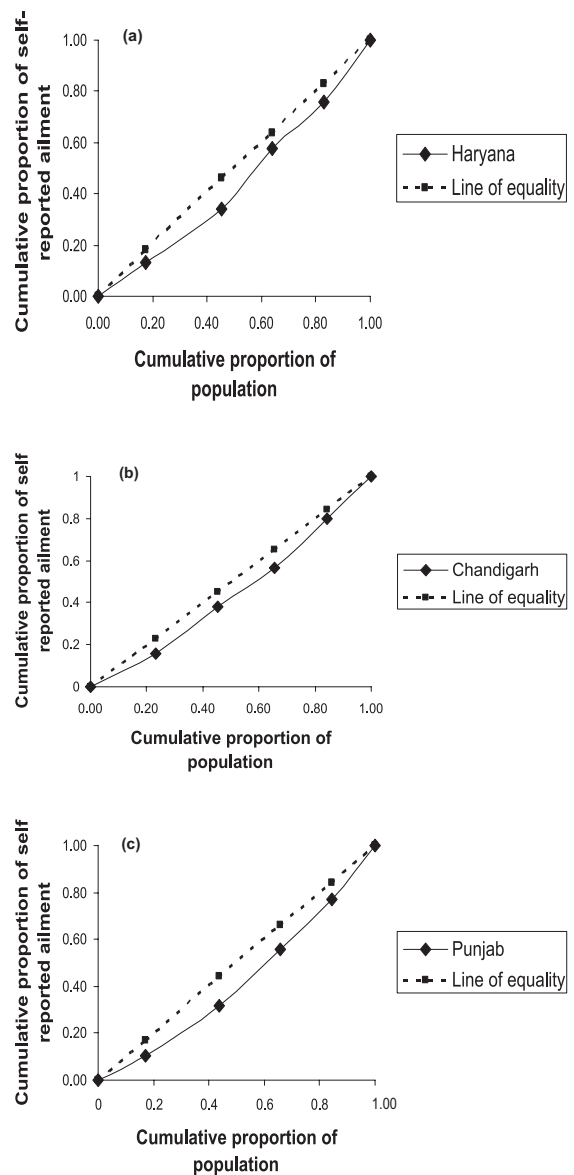 (a)
Cumulative proportion of self-
reported ailment
1.00
0.80
0.60
0.40
0.20
0.00
0.00 0.20 0.40 0.60 0.80 1.00
Cumulative proportion of
population
Haryana
Line of equality
(b)
Cumulative proportion of self
reported ailment
1
0.8
0.6
0.4
0.2
0
0.00 0.20 0.40 0.60 0.80 1.00
Cumulative proportion of
population
Chandigarh
Line of equality
(c)
Cumulative proportion of self
reported ailment
1.00
0.80
0.60
0.40
0.20
0.00
0 0.2 0.4 0.6 0.8 1.00
Cumulative proportion of
population
Punjab
Line of equality